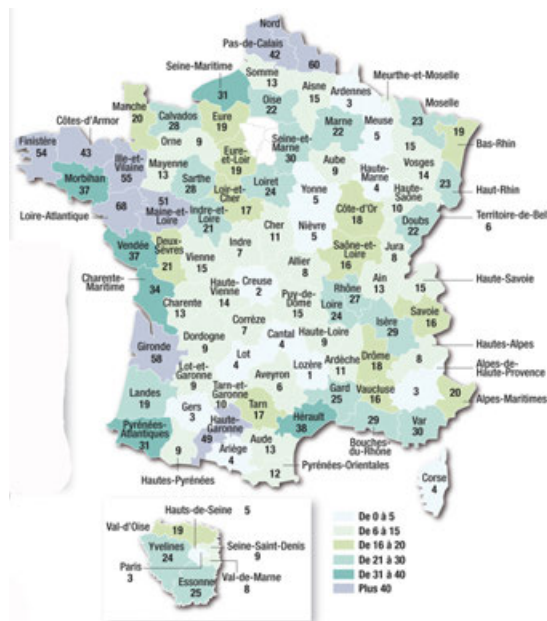 Nord
Pas-de-Calais
42
60
Seine-Maritime
31
Somme
13
Aisne
15
Ardennes
3
Meurthe-et-Moselle
Moselle
23
Manche
20
Calvados
28
Eure
19
Oise
22
Marne
22
Meuse
5
15
19
Bas-Rhin
Côtes-d'Armor
43
Orne
9
Eure-et-Loir
19
Seine-et-Marne
30
Aube
9
Haute-Marne
4
Vosges
14
23
Haut-Rhin
Finistère
54
Ille-et-Vilaine
55
Mayenne
13
Morbihan
37
Sarthe
28
Loir-et-Cher
17
Loiret
24
Yonne
5
Haute-Saône
10
Territoire-de-Bel
6
Loire-Atlantique
68
51
Maine-et-Loire
Indre-et-Loire
21
Cher
11
Nièvre
5
Côte-d'Or
18
Doubs
22
Vendée
37
Deux-Sèvres
21
Vienne
15
Indre
7
Allier
8
Saône-et-Loire
16
Jura
8
Charente-Maritime
34
Charente
13
Haute-Vienne
14
Creuse
2
Puy-de-Dôme
15
Rhône
27
Loire
24
Ain
13
15
Haute-Savoie
Savoie
16
Isère
29
Gironde
58
Dordogne
9
Corrèze
7
Cantal
4
Haute-Loire
9
Ardèche
11
Drôme
18
8
Hautes-Alpes
Alpes-de-Haute-Provence
3
Lot-et-Garonne
9
Lot
4
Aveyron
6
Lozère
1
Gard
25
Vaucluse
16
20
Alpes-Maritimes
Landes
19
Gers
3
Tarn-et-Garonne
10
Tarn
17
Hérault
38
29
Bouches-du-Rhône
Var
30
Pyrénées-Atlantiques
31
9
Hautes-Pyrénées
Haute-Garonne
49
Ariège
4
Aude
13
12
Pyrénées-Orientales
Corse
4
Hauts-de-Seine 5
Val-d'Oise
19
Yvelines
24
Paris
3
Seine-Saint-Denis
9
Essonne
25
Val-de-Marne
8
De 0 à 5
De 6 à 15
De 16 à 20
De 21 à 30
De 31 à 40
Plus 40